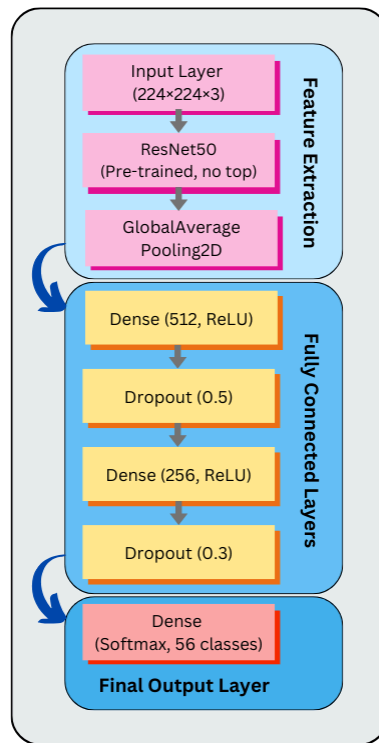 Input Layer
(224×224×3)
ResNet50
(Pre-trained, no top)
GlobalAverage
Pooling2D
Feature Extraction
Dense (512, ReLU)
Dropout (0.5)
Dense (256, ReLU)
Dropout (0.3)
Fully Connected Layers
Dense
(Softmax, 56 classes)
Final Output Layer